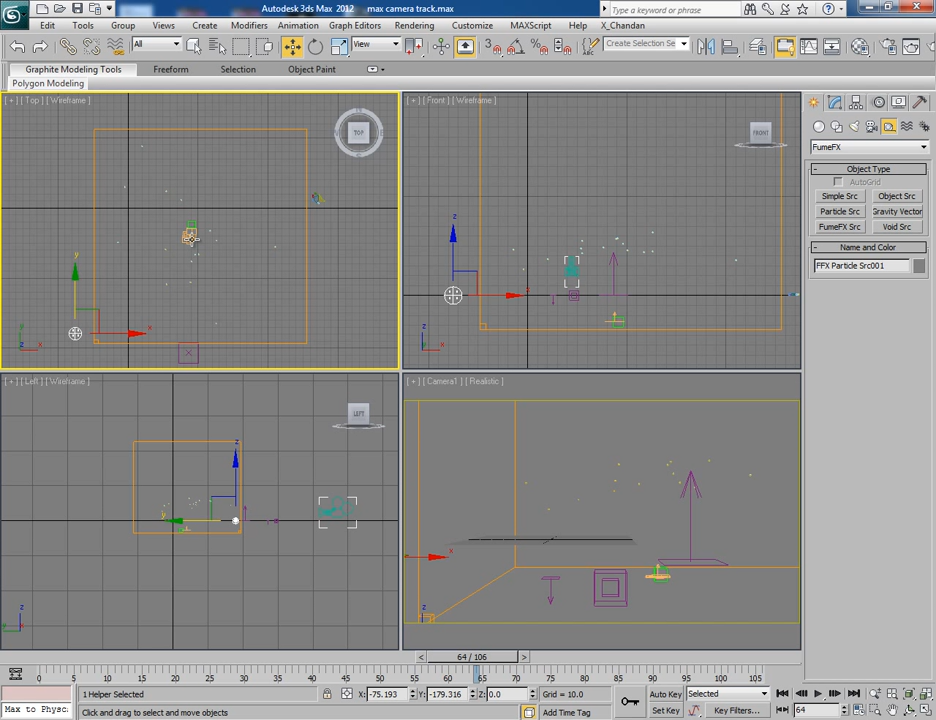 Autodesk 3ds Max 2012 max camera track.max
Type a keyword or phrase
Edit Tools Group Views Create Modifiers Animation Graph Editors Rendering Customize MAXScript Help X_Chandan
All View Create Selection Se
Graphite Modeling Tools Freeform Selection Object Paint
Polygon Modeling
[ + ] [ Top ] [ Wireframe ]
[ + ] [ Front ] [ Wireframe ]
TOP
FRONT
FumeFX
Object Type
AutoGrid
Simple Src Object Src
Particle Src Gravity Vector
FumeFX Src Void Src
Name and Color
FFX Particle Src001
[ + ] [ Left ] [ Wireframe ]
[ + ] [ Camera1 ] [ Realistic ]
LEFT
< 64 / 106 >
0 5 10 15 20 25 30 35 40 45 50 55 60 65 70 75 80 85 90 95 100 105
1 Helper Selected X: -75.193 Y: -179.316 Z: 0.0 Grid = 10.0 Auto Key Selected
Max to Physc Click and drag to select and move objects Add Time Tag Set Key Key Filters... 64